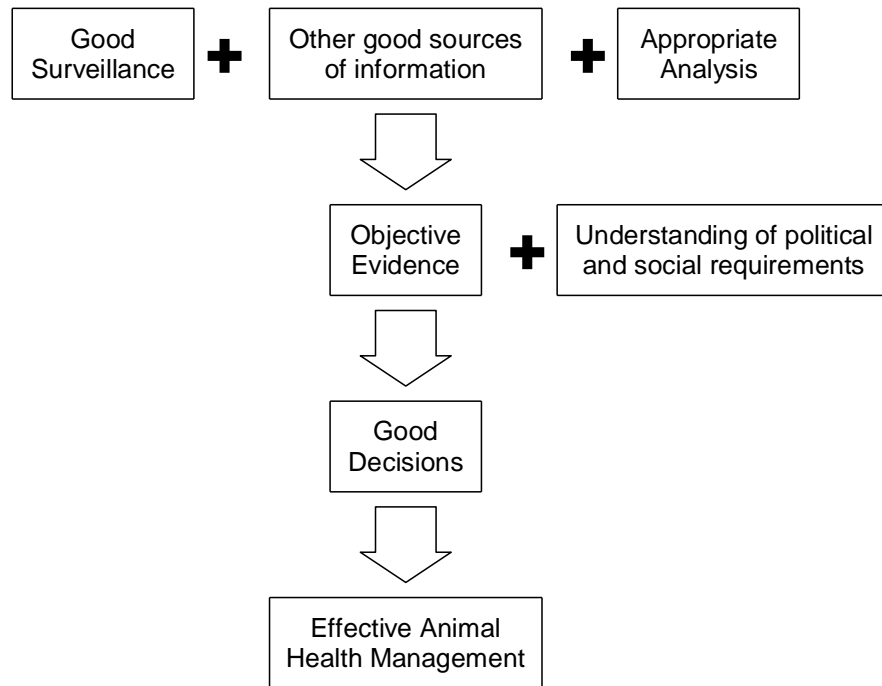 Good
Surveillance
Other good sources
of information
Appropriate
Analysis
Objective
Evidence
Understanding of political
and social requirements
Good
Decisions
Effective Animal
Health Management